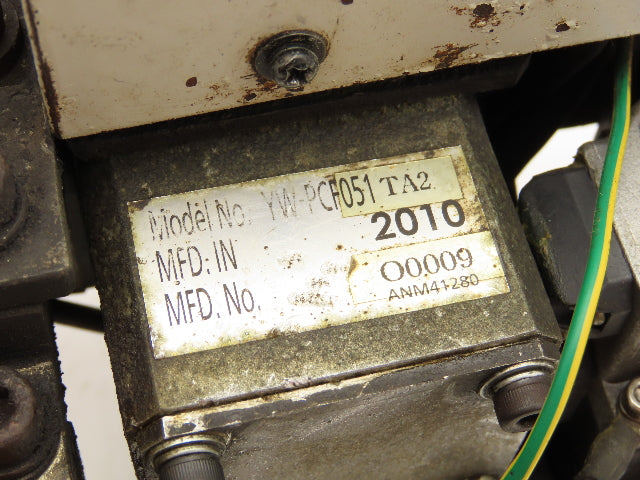 Model No. YW-PCF051 TA2
MFD. IN 2010
MFD. No. O0009
ANM41280